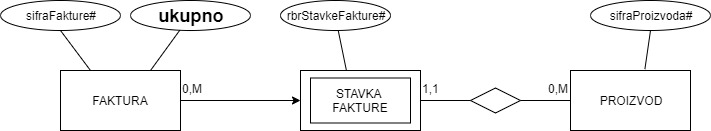 sifraFakture#
ukupno
rbrStavkeFakture#
sifraProizvoda#
FAKTURA
0,M
STAVKA
FAKTURE
1,1
0,M
PROIZVOD